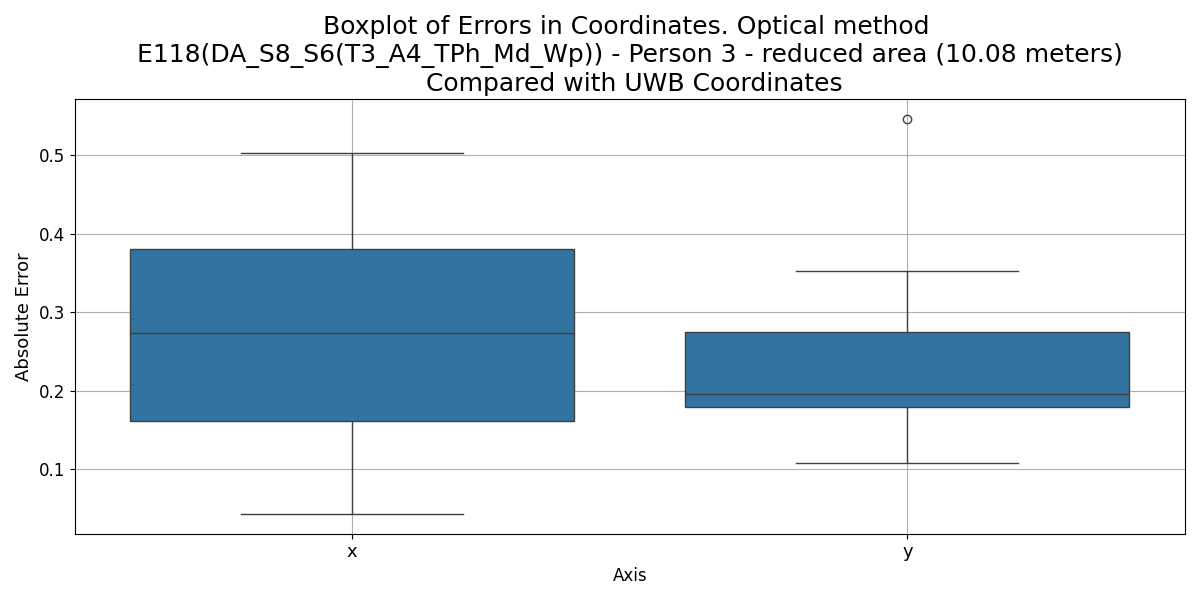 Boxplot of Errors in Coordinates. Optical method
E118(DA_S8_S6(T3_A4_TPh_Md_Wp)) - Person 3 - reduced area (10.08 meters)
Compared with UWB Coordinates
Absolute Error
0.5
0.4
0.3
0.2
0.1
x
y
Axis